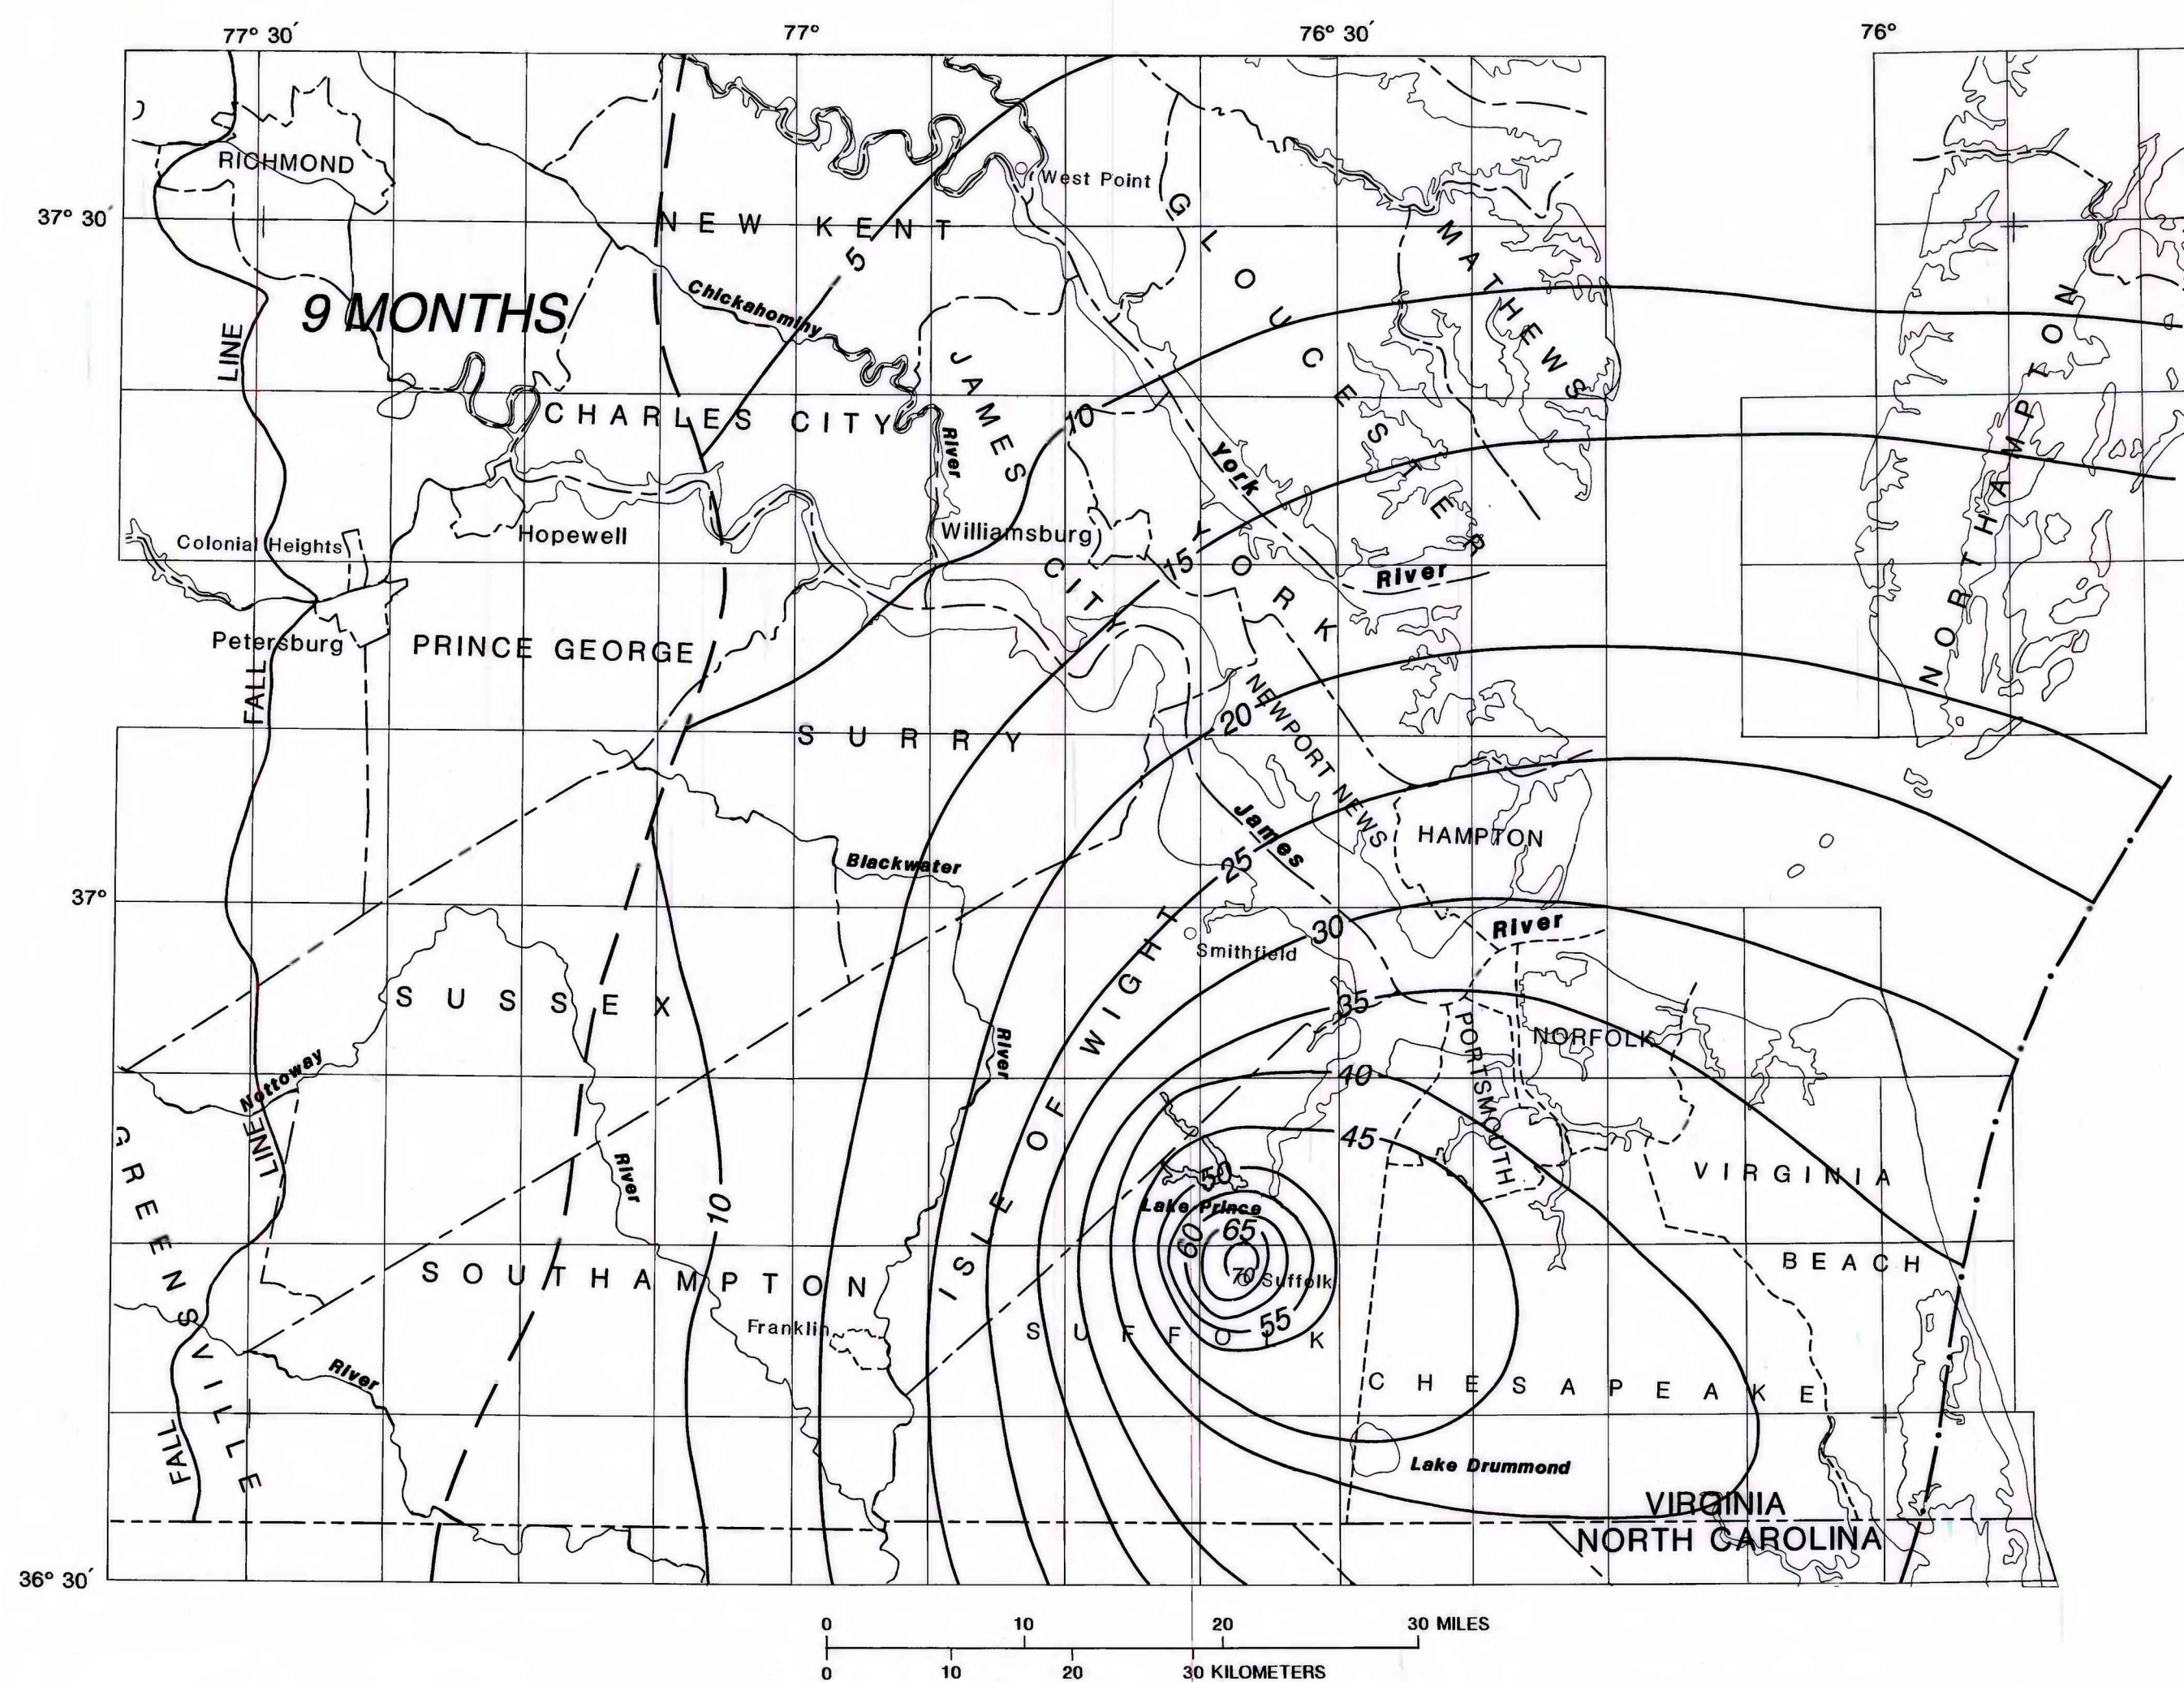 77° 30′
77°
76° 30′
76°
RICHMOND
West Point
37° 30′
NEW KENT
GLOUCESTER
MATHEWS
5
9 MONTHS
Chickahominy
NORTHAMPTON
LINE
JAMES
CHARLES CITY
10
River
York
Hopewell
Williamsburg
Colonial Heights
15
CITY
YORK
River
Petersburg
PRINCE GEORGE
FALL
SURRY
20
NEWPORT NEWS
James
HAMPTON
Blackwater
25
37°
30
River
Smithfield
ISLE OF WIGHT
SUSSEX
35
NORFOLK
PORTSMOUTH
River
Nottoway
40
LINE
45
GREENSVILLE
River
50
VIRGINIA
Lake Prince
10
60
65
BEACH
SOUTHAMPTON
70
Suffolk
55
Franklin
SUFFOLK
River
CHESAPEAKE
FALL
Lake Drummond
VIRGINIA
NORTH CAROLINA
36° 30′
0 10 20 30 MILES
0 10 20 30 KILOMETERS